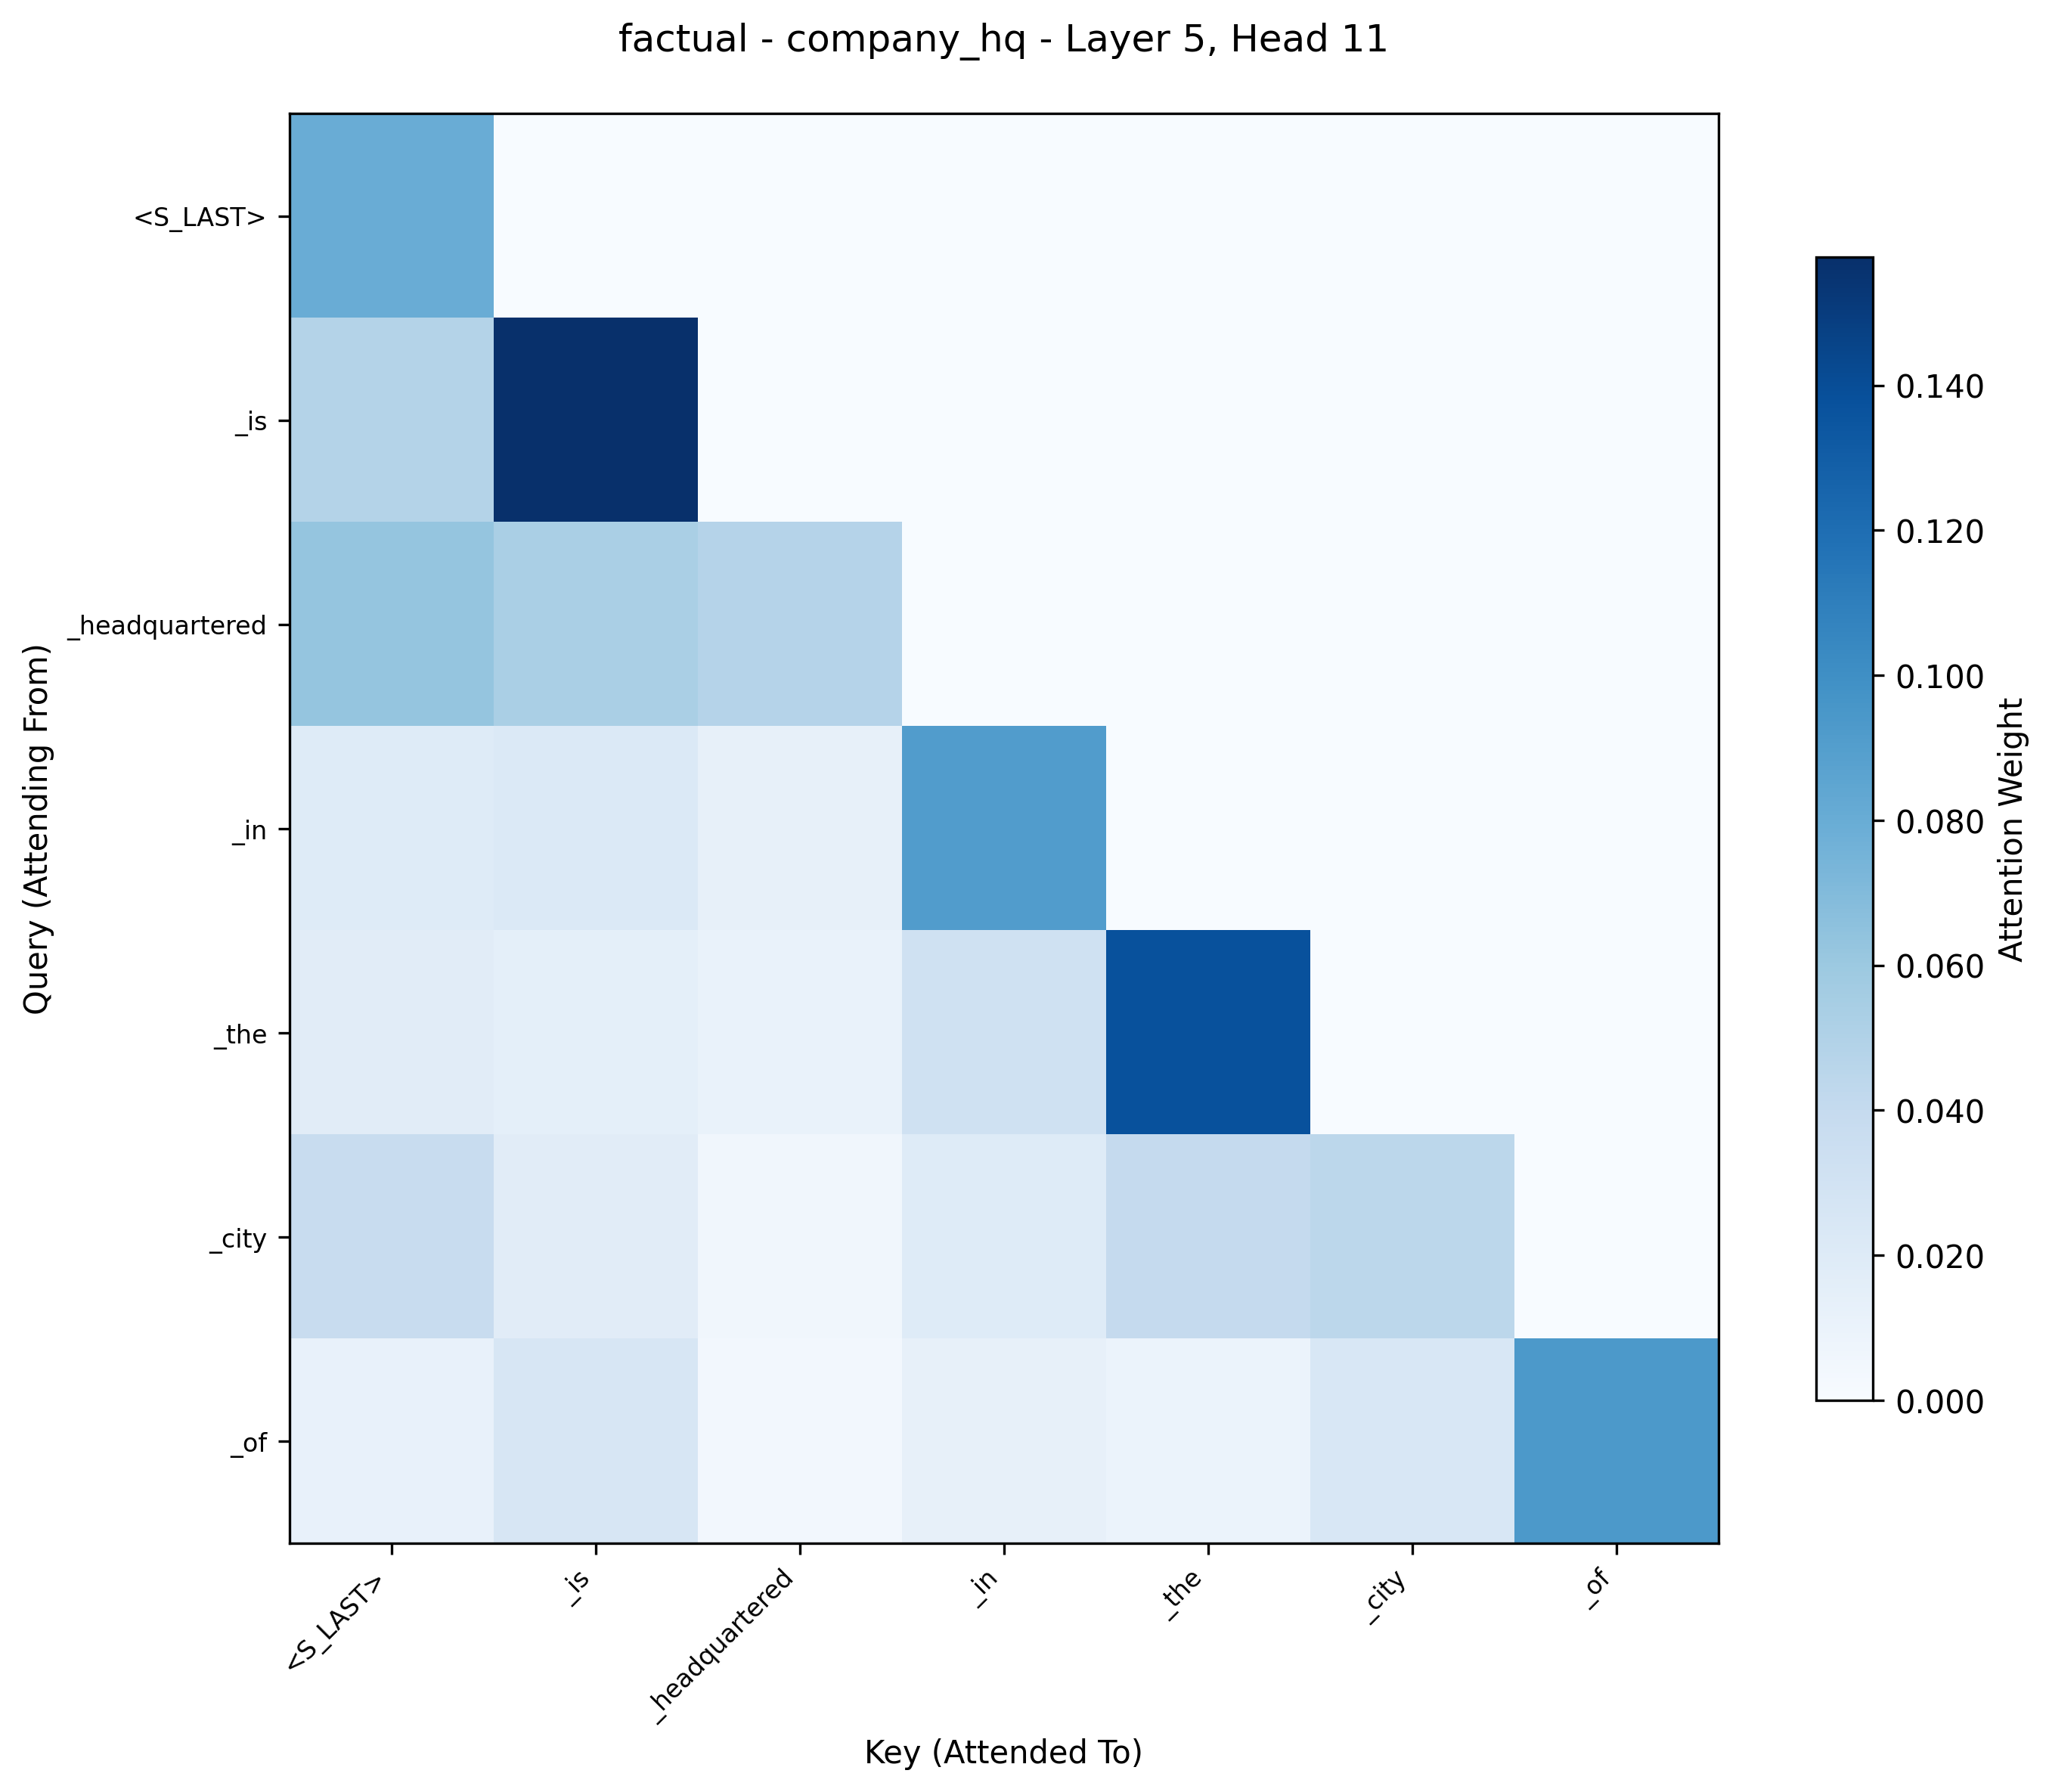 factual - company_hq - Layer 5, Head 11
Query (Attending From)
<S_LAST>
_is
_headquartered
_in
_the
_city
_of
<S_LAST>
_is
_headquartered
_in
_the
_city
_of
Key (Attended To)
0.140
0.120
0.100
0.080
0.060
0.040
0.020
0.000
Attention Weight